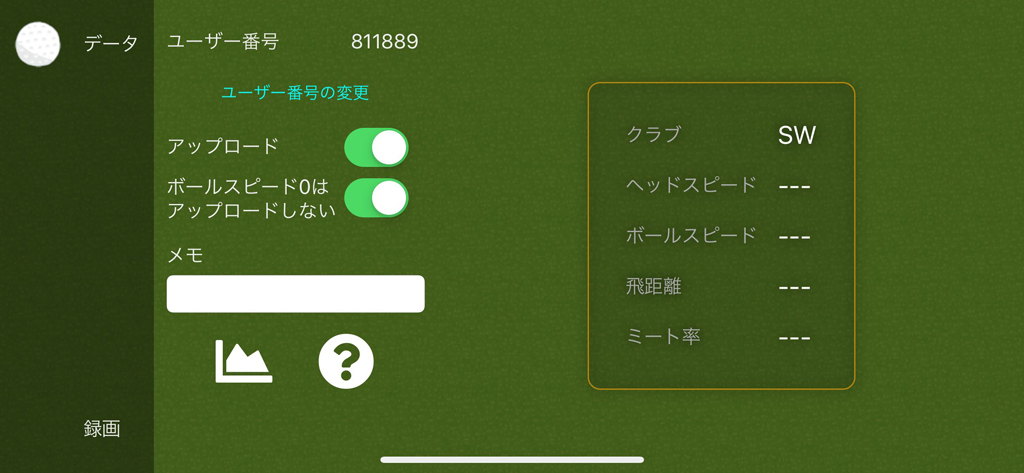 データ
ユーザー番号 811889
ユーザー番号の変更
アップロード
ボールスピード0は
アップロードしない
メモ
録画
クラブ SW
ヘッドスピード ---
ボールスピード ---
飛距離 ---
ミート率 ---